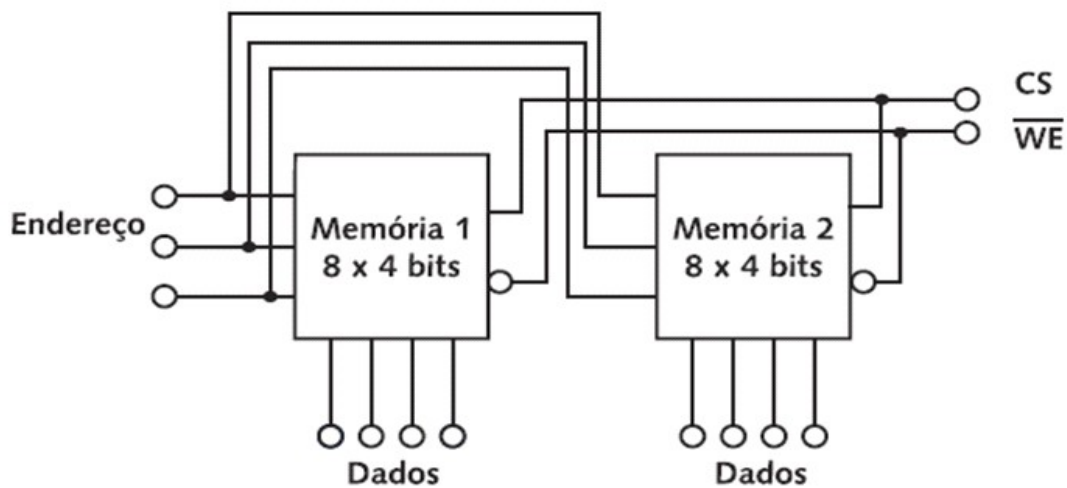 CS
WE
Endereço
Memória 1
8 x 4 bits
Memória 2
8 x 4 bits
Dados
Dados